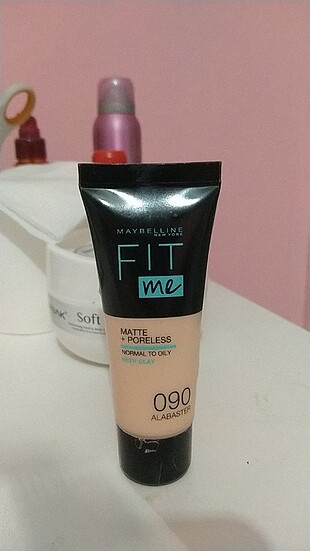 MAYBELLINE
NEW YORK
FIT
me
MATTE
+ PORELESS
NORMAL TO OILY
WITH CLAY
090
ALABASTER
Soft